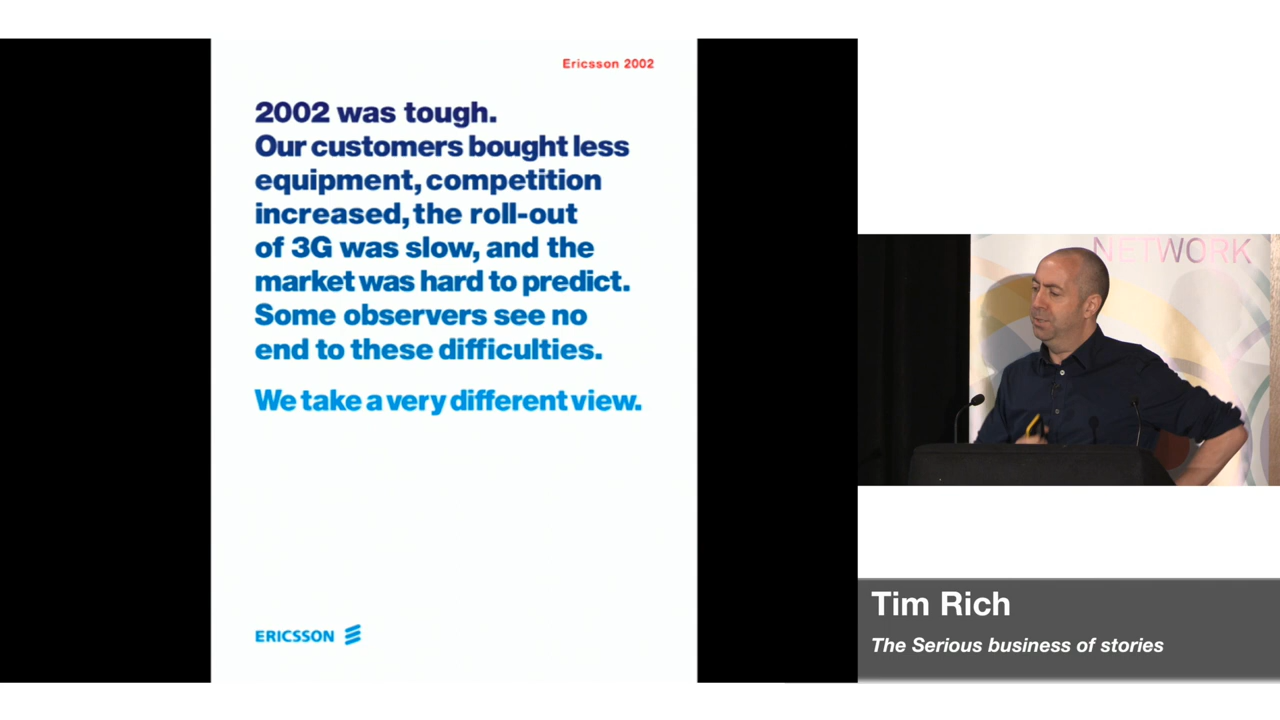 Ericsson 2002
2002 was tough.
Our customers bought less
equipment, competition
increased, the roll-out
of 3G was slow, and the
market was hard to predict.
Some observers see no
end to these difficulties.
We take a very different view.
ERICSSON
NETWORK
Tim Rich
The Serious business of stories